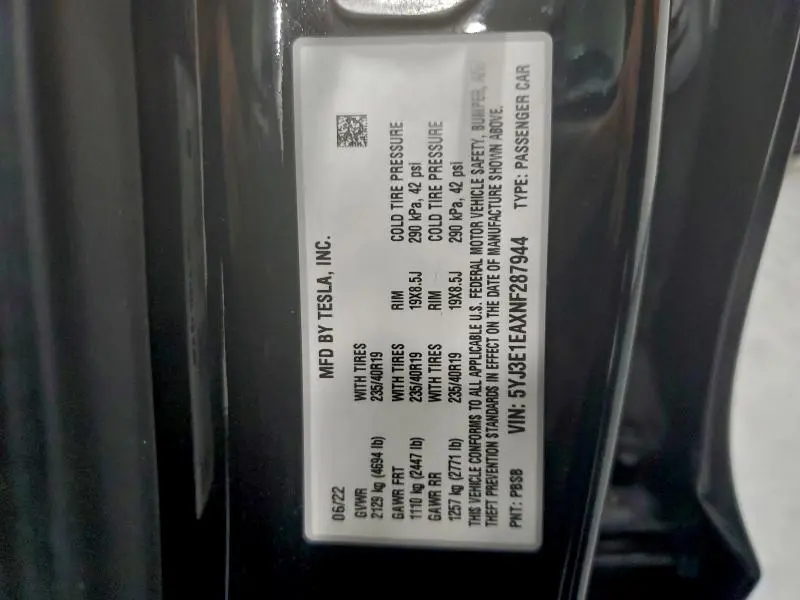 MFD BY TESLA, INC.
06/22
GVWR WITH TIRES
2129 kg (4694 lb) 235/40R19
GAWR FRT WITH TIRES RIM COLD TIRE PRESSURE
1110 kg (2447 lb) 235/40R19 19X8.5J 290 kPa, 42 psi
GAWR RR WITH TIRES RIM COLD TIRE PRESSURE
1257 kg (2771 lb) 235/40R19 19X8.5J 290 kPa, 42 psi
THIS VEHICLE CONFORMS TO ALL APPLICABLE U.S. FEDERAL MOTOR VEHICLE SAFETY, BUMPER,
THEFT PREVENTION STANDARDS IN EFFECT ON THE DATE OF MANUFACTURE SHOWN ABOVE.
PNT: PBSB VIN: 5YJ3E1EAXNF287944 TYPE: PASSENGER CAR